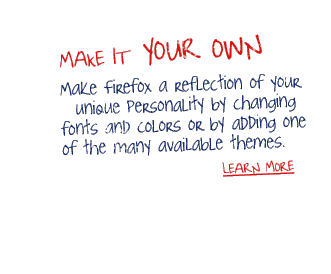 MAKE IT YOUR OWN
Make Firefox a reflection of your
unique personality by changing
fonts and colors or by adding one
of the many available themes.
LEARN MORE